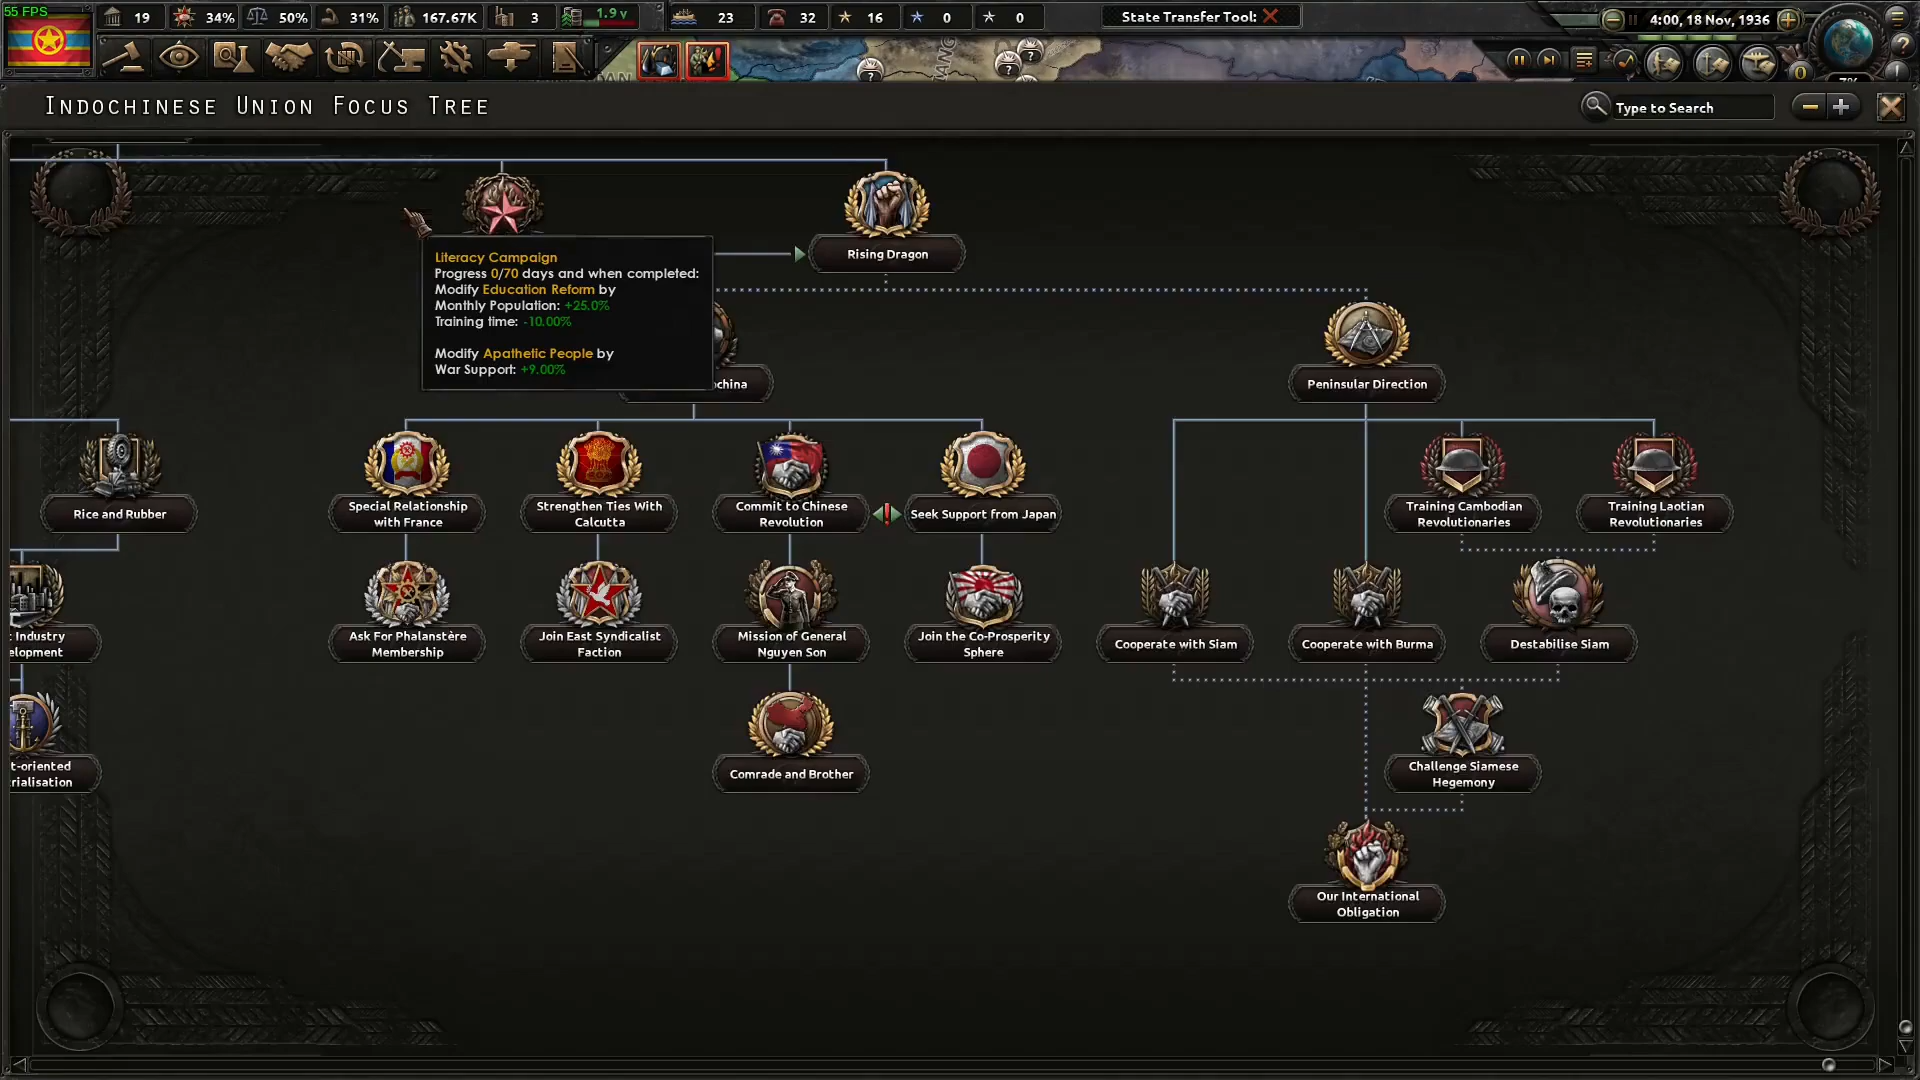 55 FPS
19
34%
50%
31%
167.67K
3
1.9 v
23
32
16
0
0
State Transfer Tool:
4:00, 18 Nov, 1936
0
INDOCHINESE UNION FOCUS TREE
Type to Search
Literacy Campaign
Progress 0/70 days and when completed:
Modify Education Reform by
Monthly Population: +25.0%
Training time: -10.00%
Modify Apathetic People by
War Support: +9.00%
Rising Dragon
china
Peninsular Direction
Rice and Rubber
Special Relationship
with France
Strengthen Ties With
Calcutta
Commit to Chinese
Revolution
Seek Support from Japan
Training Cambodian
Revolutionaries
Training Laotian
Revolutionaries
t Industry
elopment
Ask For Phalanstère
Membership
Join East Syndicalist
Faction
Mission of General
Nguyen Son
Join the Co-Prosperity
Sphere
Cooperate with Siam
Cooperate with Burma
Destabilise Siam
t-oriented
trialisation
Comrade and Brother
Challenge Siamese
Hegemony
Our International
Obligation